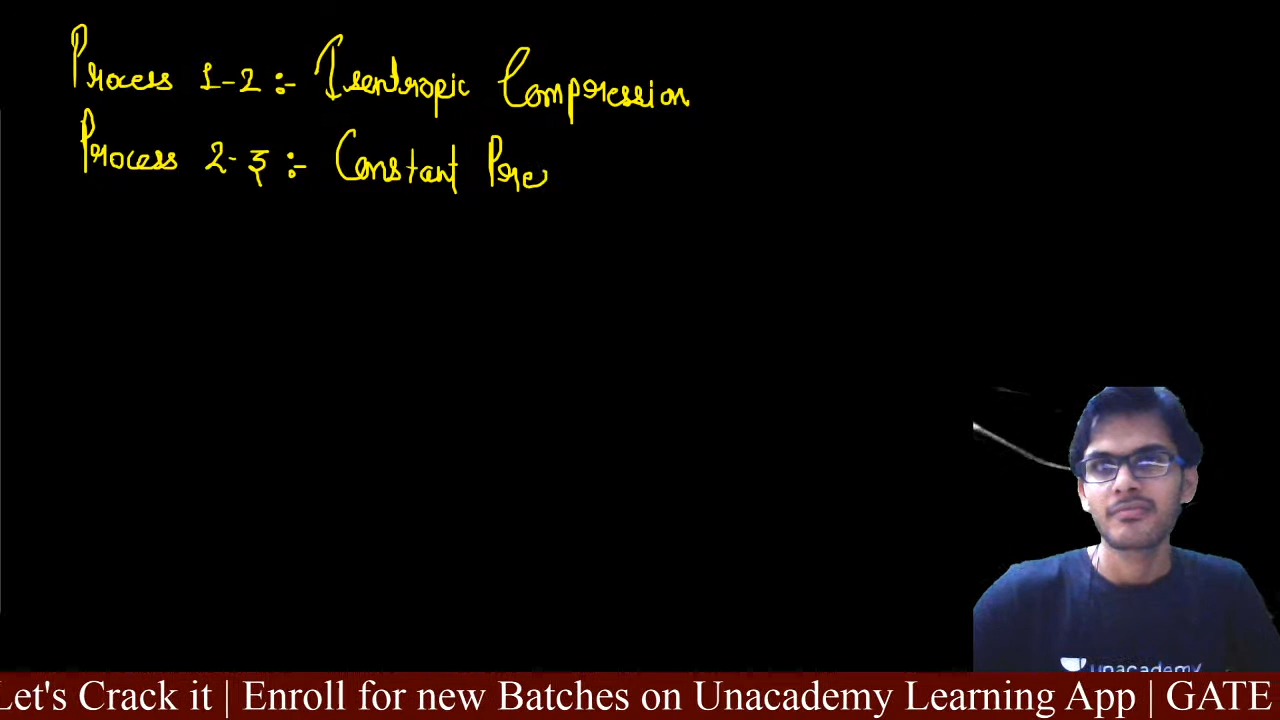 Process 1-2 :- Isentropic Compression
Process 2-3 :- Constant Pre
unacademy
Let's Crack it | Enroll for new Batches on Unacademy Learning App | GATE